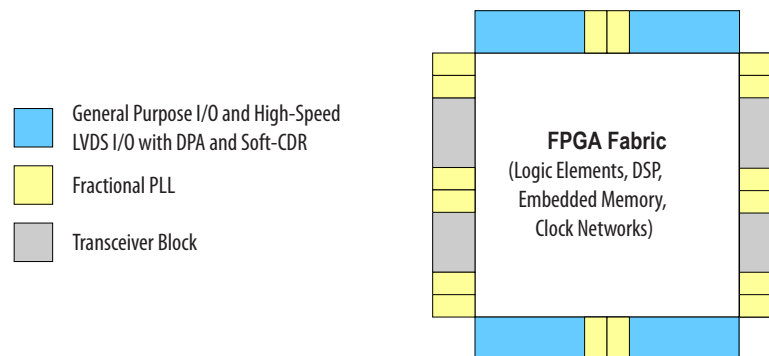 General Purpose I/O and High-Speed
LVDS I/O with DPA and Soft-CDR
Fractional PLL
Transceiver Block
FPGA Fabric
(Logic Elements, DSP,
Embedded Memory,
Clock Networks)